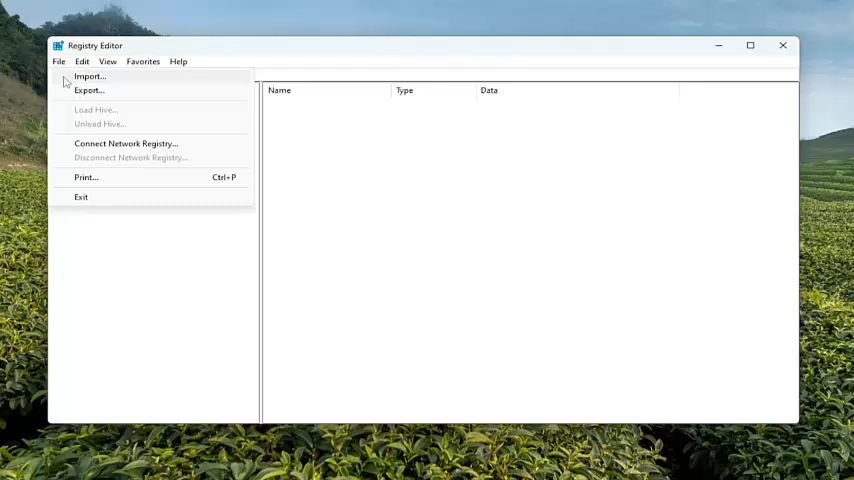 Registry Editor
File Edit View Favorites Help
Import...
Export...
Name Type Data
Load Hive...
Unload Hive...
Connect Network Registry...
Disconnect Network Registry...
Print... Ctrl+P
Exit